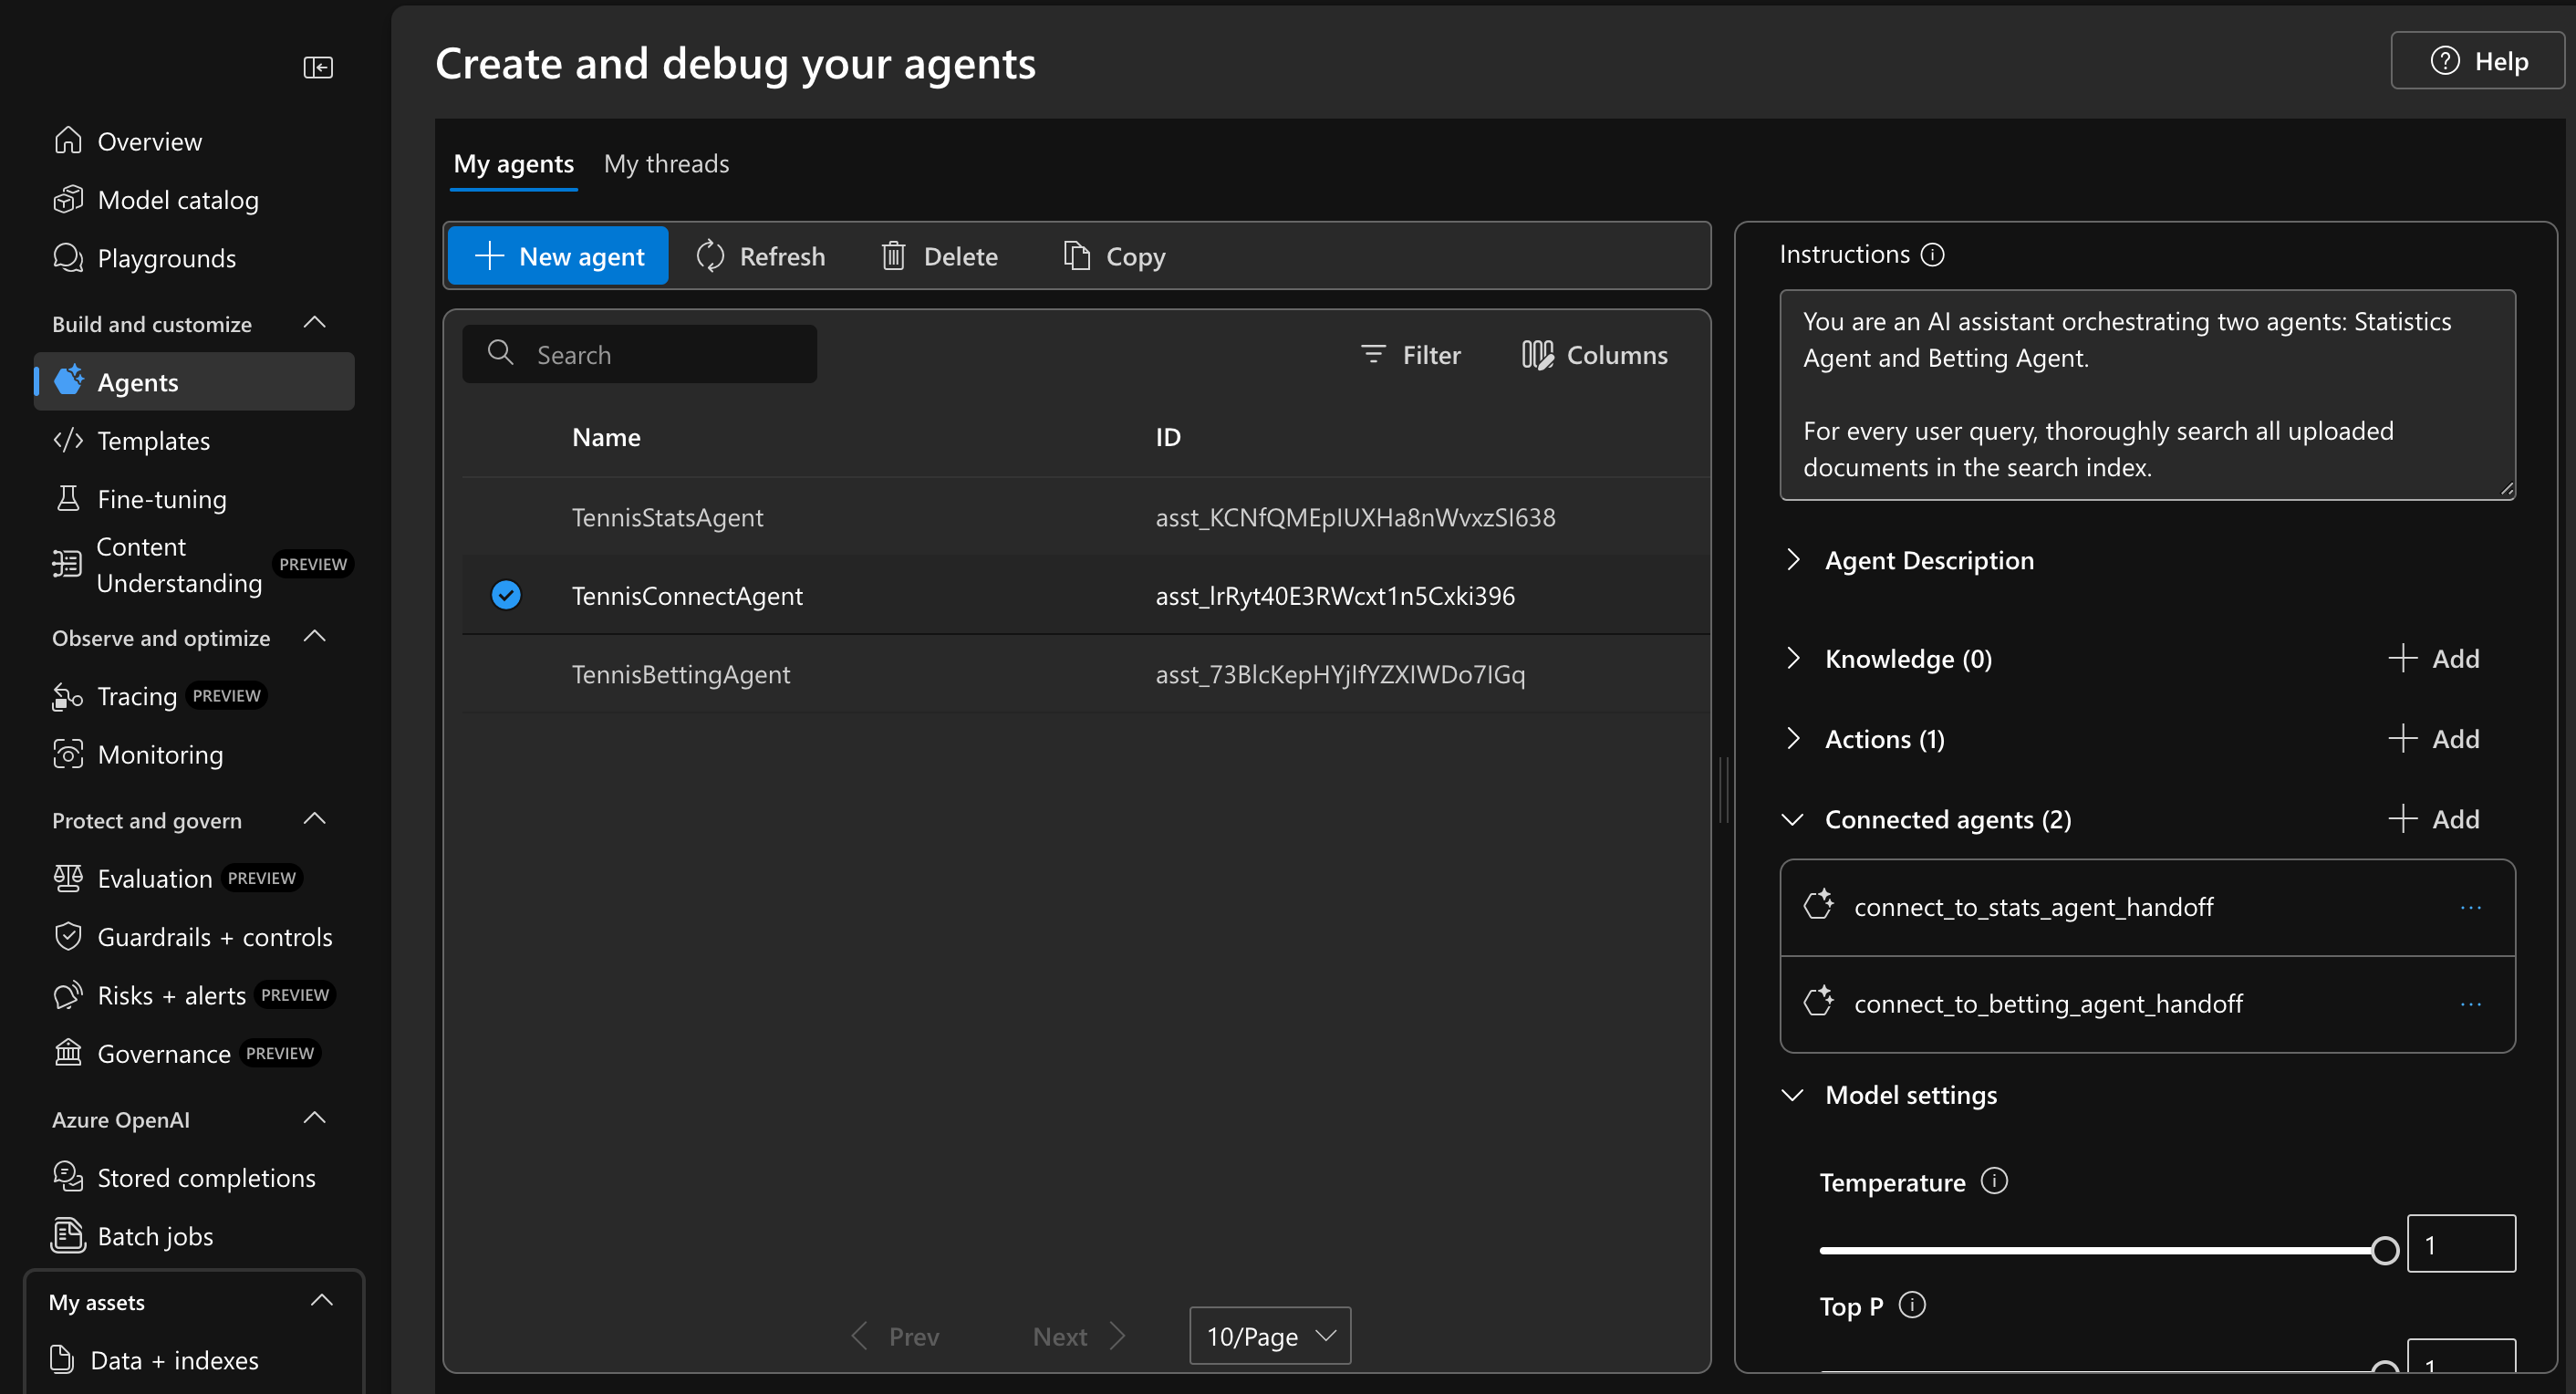 Create and debug your agents
Help
Overview
Model catalog
Playgrounds
Build and customize
Agents
Templates
Fine-tuning
Content
Understanding
PREVIEW
Observe and optimize
Tracing PREVIEW
Monitoring
Protect and govern
Evaluation PREVIEW
Guardrails + controls
Risks + alerts PREVIEW
Governance PREVIEW
Azure OpenAI
Stored completions
Batch jobs
My assets
Data + indexes
My agents My threads
New agent Refresh Delete Copy
Search Filter Columns
Name ID
TennisStatsAgent asst_KCNfQMEpIUXHa8nWvxzSI638
TennisConnectAgent asst_lrRyt40E3RWcxt1n5Cxki396
TennisBettingAgent asst_73BlcKepHYjIfYZXIWDo7IGq
Prev Next 10/Page
Instructions
You are an AI assistant orchestrating two agents: Statistics
Agent and Betting Agent.
For every user query, thoroughly search all uploaded
documents in the search index.
Agent Description
Knowledge (0) Add
Actions (1) Add
Connected agents (2) Add
connect_to_stats_agent_handoff
connect_to_betting_agent_handoff
Model settings
Temperature
1
Top P
1